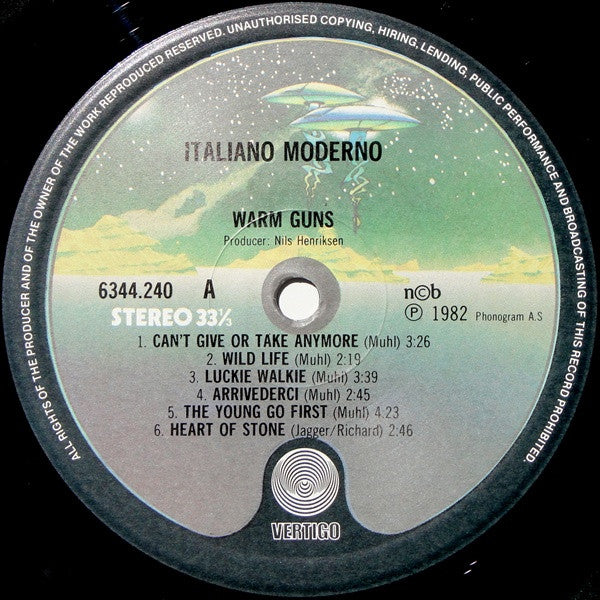 ALL RIGHTS OF THE PRODUCER AND OF THE OWNER OF THE WORK REPRODUCED RESERVED. UNAUTHORISED COPYING, HIRING, LENDING, PUBLIC PERFORMANCE AND BROADCASTING OF THIS RECORD PROHIBITED.
ITALIANO MODERNO
WARM GUNS
Producer: Nils Henriksen
6344.240 A n©b
STEREO 33⅓ ℗ 1982 Phonogram A.S
1. CAN'T GIVE OR TAKE ANYMORE (Muhl) 3:26
2. WILD LIFE (Muhl) 2:19
3. LUCKIE WALKIE (Muhl) 3:39
4. ARRIVEDERCI (Muhl) 2:45
5. THE YOUNG GO FIRST (Muhl) 4.23
6. HEART OF STONE (Jagger/Richard) 2:46
VERTIGO